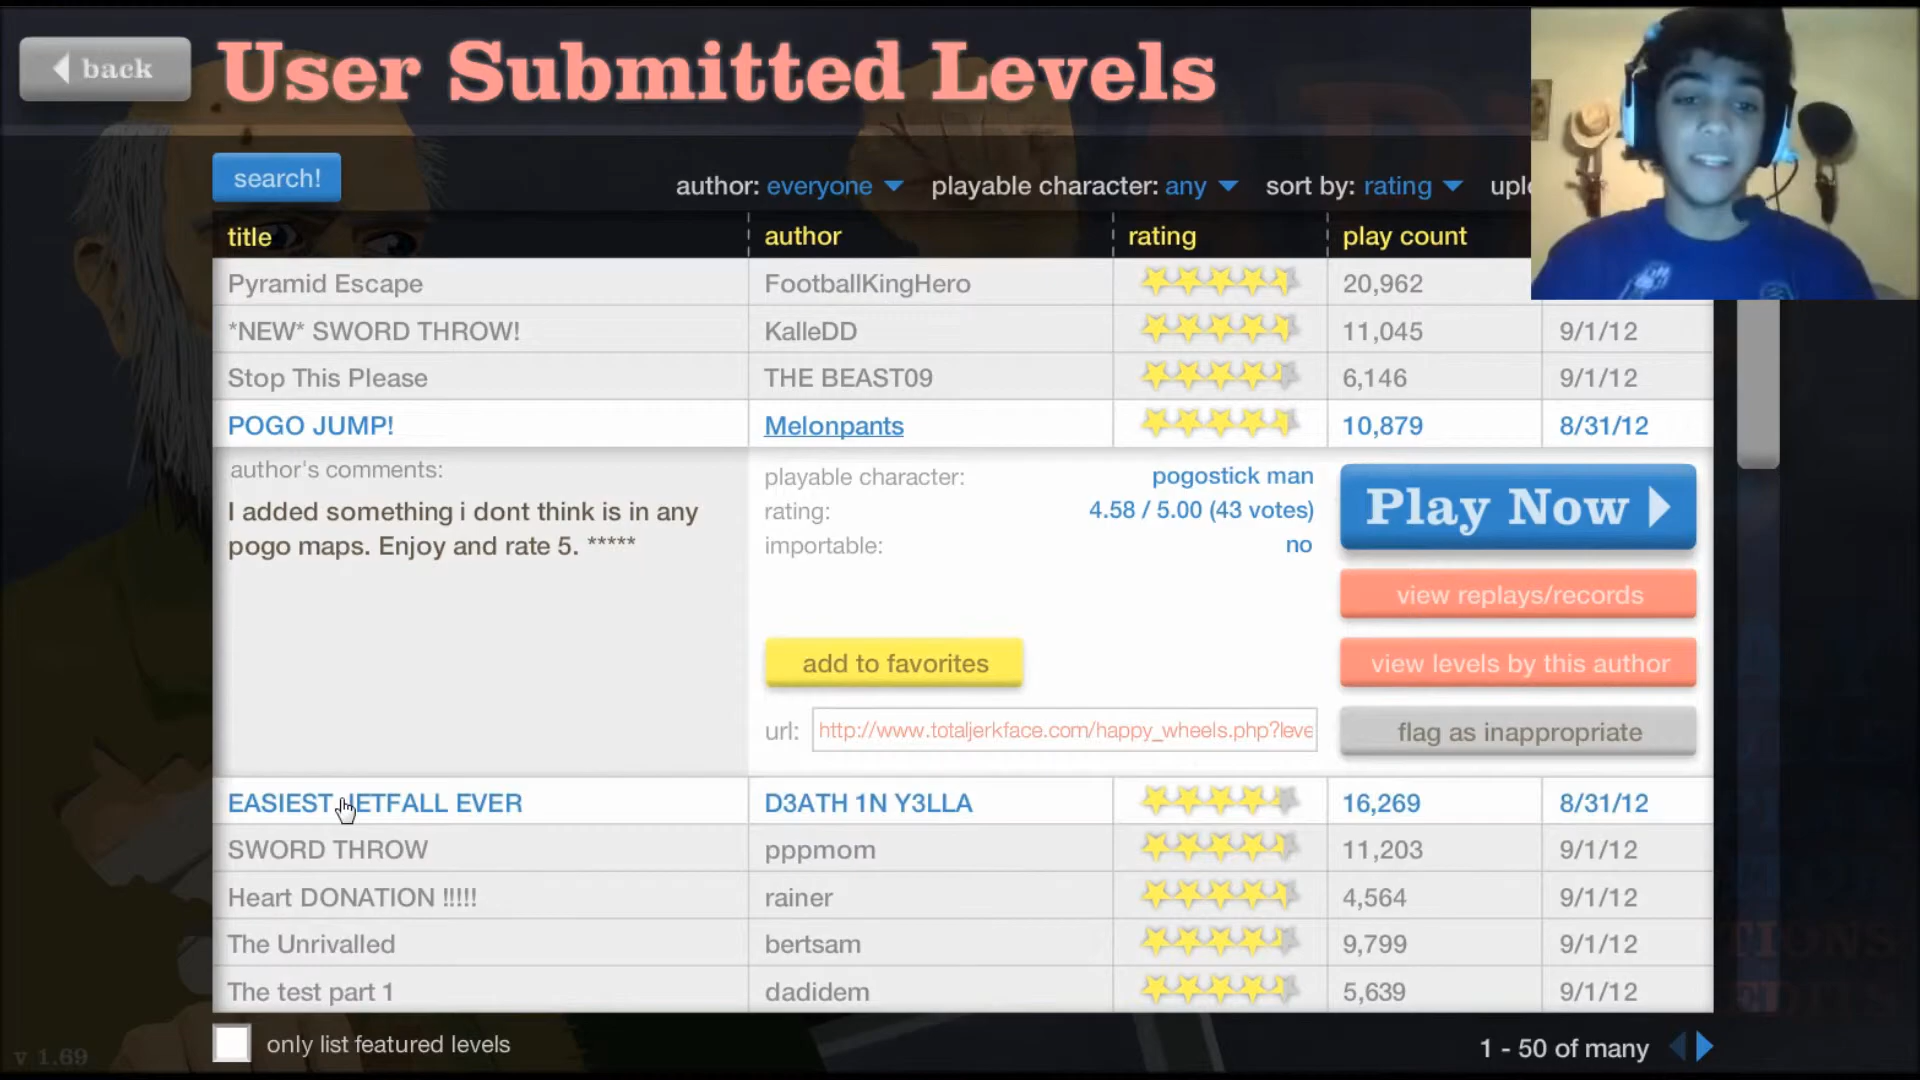 back
User Submitted Levels
search!
author: everyone playable character: any sort by: rating uplo
title author rating play count
Pyramid Escape FootballKingHero 20,962
*NEW* SWORD THROW! KalleDD 11,045 9/1/12
Stop This Please THE BEAST09 6,146 9/1/12
POGO JUMP! Melonpants 10,879 8/31/12
author's comments:
I added something i dont think is in any
pogo maps. Enjoy and rate 5. *****
playable character: pogostick man
rating: 4.58 / 5.00 (43 votes)
importable: no
add to favorites
url: http://www.totaljerkface.com/happy_wheels.php?leve
Play Now
view replays/records
view levels by this author
flag as inappropriate
EASIEST JETFALL EVER D3ATH 1N Y3LLA 16,269 8/31/12
SWORD THROW pppmom 11,203 9/1/12
Heart DONATION !!!!! rainer 4,564 9/1/12
The Unrivalled bertsam 9,799 9/1/12
The test part 1 dadidem 5,639 9/1/12
only list featured levels
1 - 50 of many
v 1.69